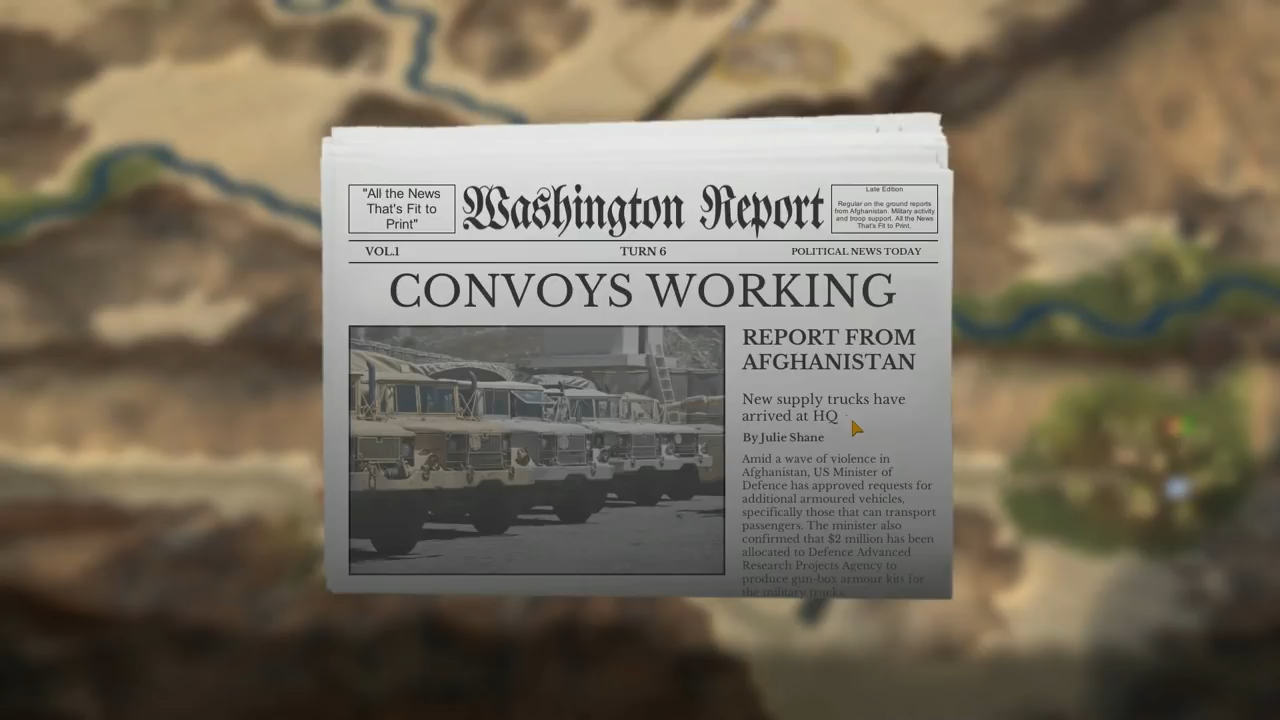 "All the News
That's Fit to
Print"
Washington Report
Late Edition
Regular on the ground reports
from Afghanistan. Military activity
and troop support. All the News
That's Fit to Print.
VOL.1
TURN 6
POLITICAL NEWS TODAY
CONVOYS WORKING
REPORT FROM
AFGHANISTAN
New supply trucks have
arrived at HQ
By Julie Shane
Amid a wave of violence in
Afghanistan, US Minister of
Defence has approved requests for
additional armoured vehicles,
specifically those that can transport
passengers. The minister also
confirmed that $2 million has been
allocated to Defence Advanced
Research Projects Agency to
produce gun-box armour kits for
the military trucks.